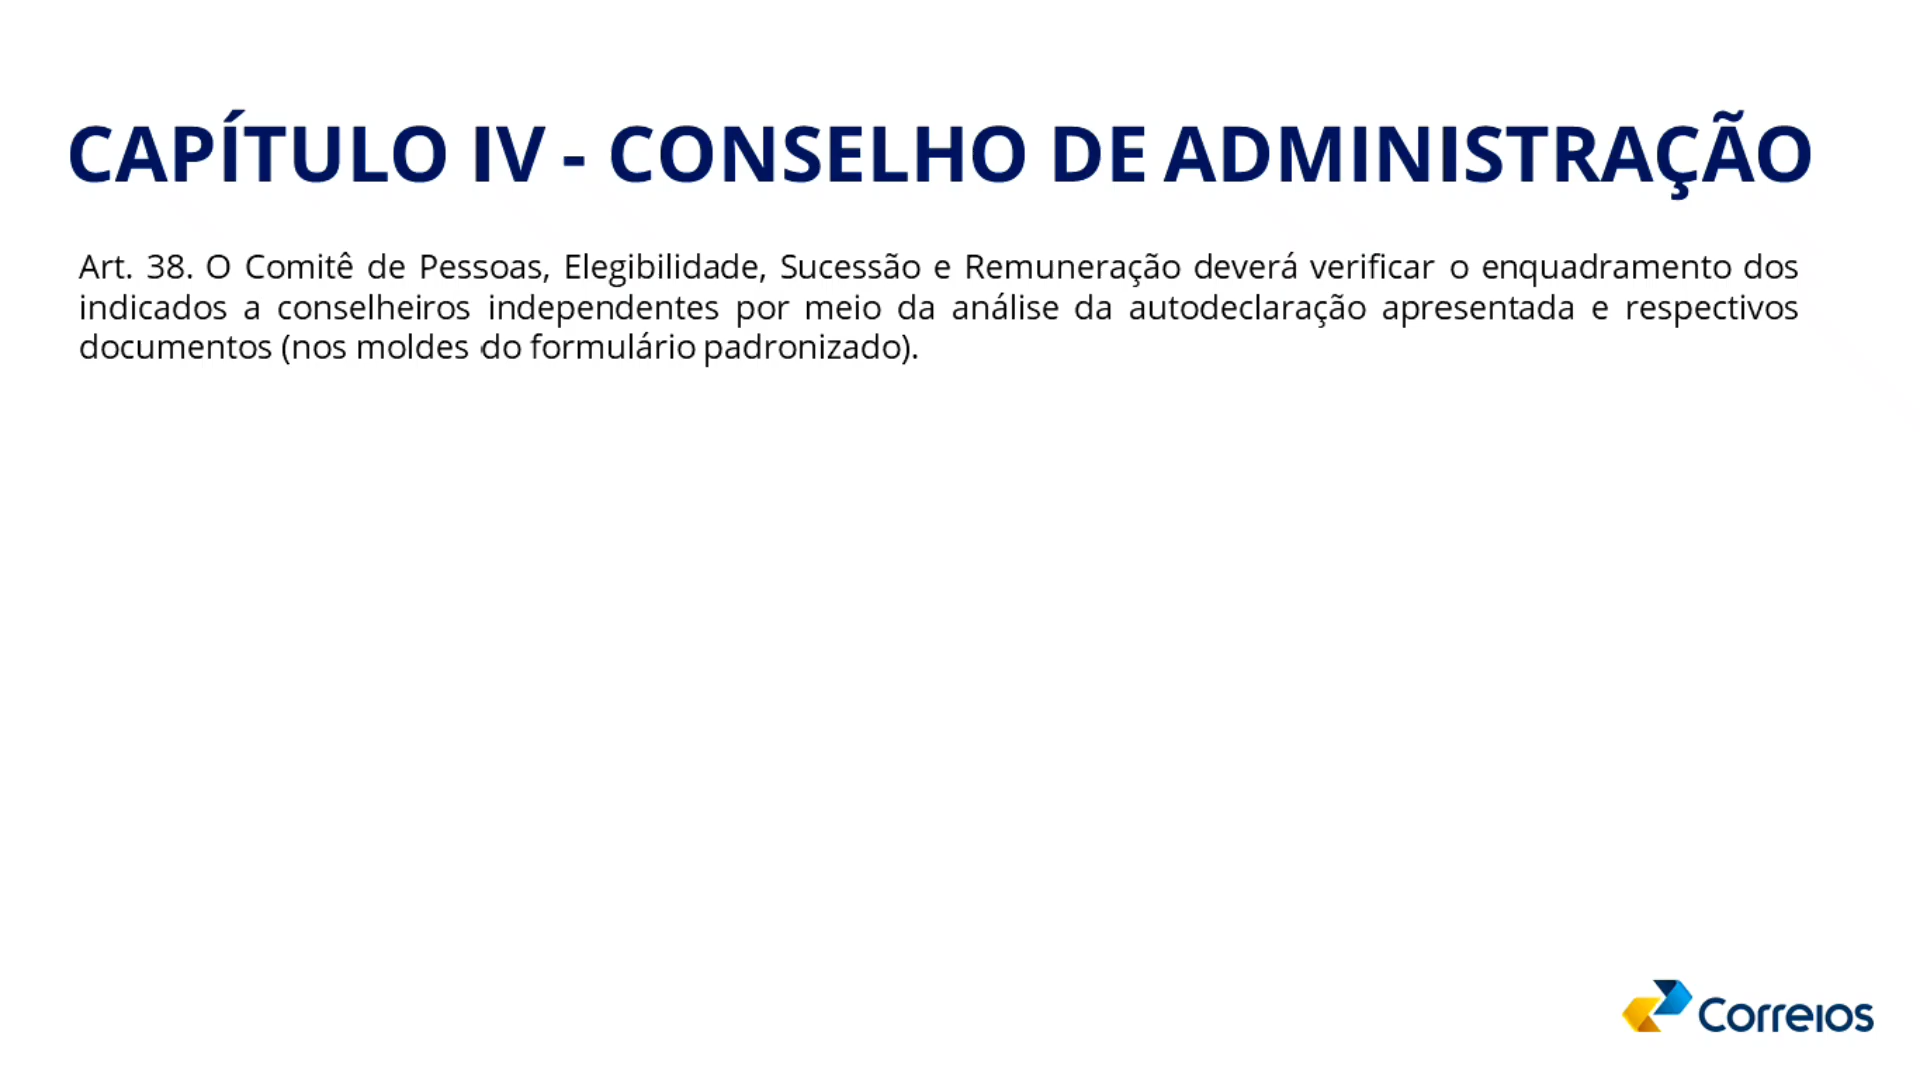 CAPÍTULO IV - CONSELHO DE ADMINISTRAÇÃO
Art. 38. O Comitê de Pessoas, Elegibilidade, Sucessão e Remuneração deverá verificar o enquadramento dos
indicados a conselheiros independentes por meio da análise da autodeclaração apresentada e respectivos
documentos (nos moldes do formulário padronizado).
Correios